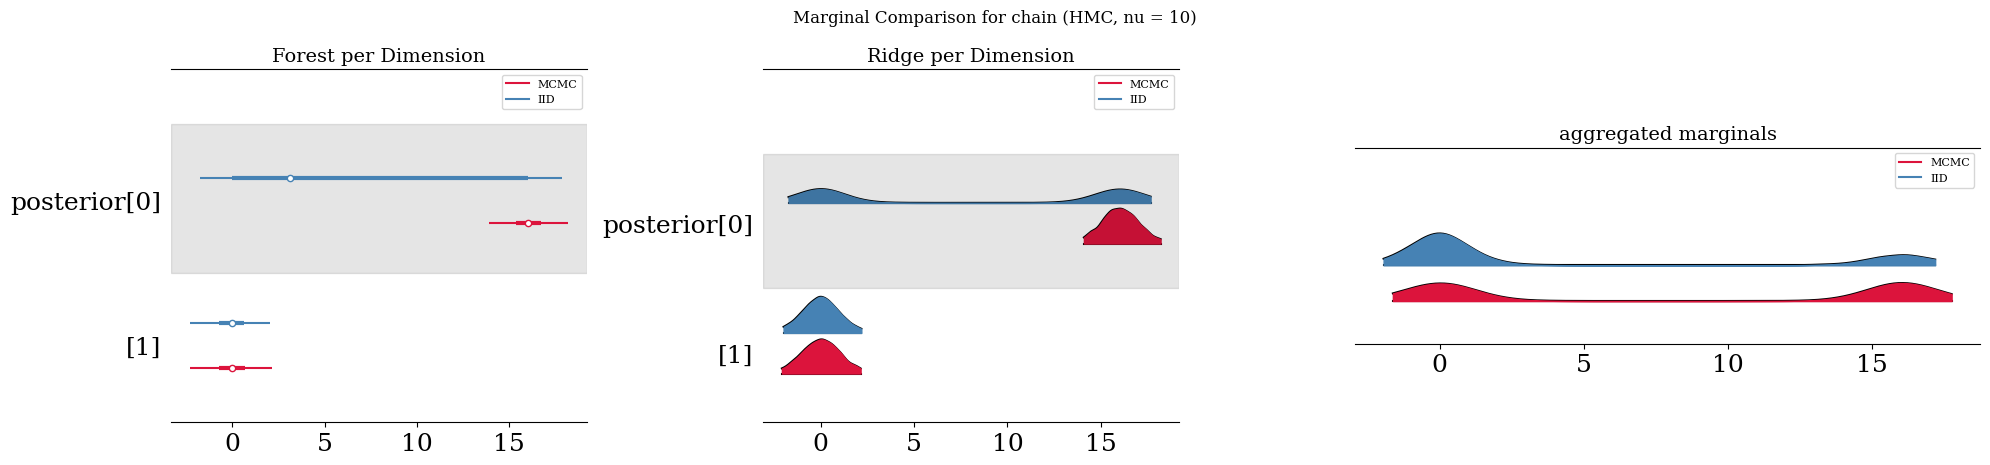 Marginal Comparison for chain (HMC, nu = 10)
Forest per Dimension
MCMC
IID
posterior[0]
[1]
0 5 10 15
Ridge per Dimension
MCMC
IID
posterior[0]
[1]
0 5 10 15
aggregated marginals
MCMC
IID
0 5 10 15